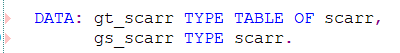 DATA: gt_scarr TYPE TABLE OF scarr,
gs_scarr TYPE scarr.